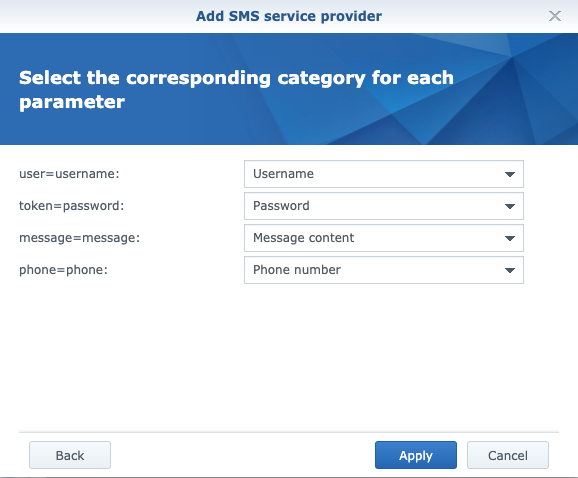 Add SMS service provider
Select the corresponding category for each
parameter
user=username: Username
token=password: Password
message=message: Message content
phone=phone: Phone number
Back Apply Cancel